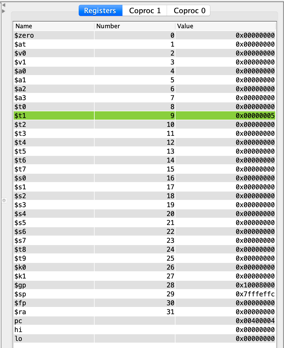 Registers Coproc 1 Coproc 0
Name Number Value
$zero 0 0x00000000
$at 1 0x00000000
$v0 2 0x00000000
$v1 3 0x00000000
$a0 4 0x00000000
$a1 5 0x00000000
$a2 6 0x00000000
$a3 7 0x00000000
$t0 8 0x00000000
$t1 9 0x00000005
$t2 10 0x00000000
$t3 11 0x00000000
$t4 12 0x00000000
$t5 13 0x00000000
$t6 14 0x00000000
$t7 15 0x00000000
$s0 16 0x00000000
$s1 17 0x00000000
$s2 18 0x00000000
$s3 19 0x00000000
$s4 20 0x00000000
$s5 21 0x00000000
$s6 22 0x00000000
$s7 23 0x00000000
$t8 24 0x00000000
$t9 25 0x00000000
$k0 26 0x00000000
$k1 27 0x00000000
$gp 28 0x10008000
$sp 29 0x7fffeffc
$fp 30 0x00000000
$ra 31 0x00000000
pc 0x00400004
hi 0x00000000
lo 0x00000000